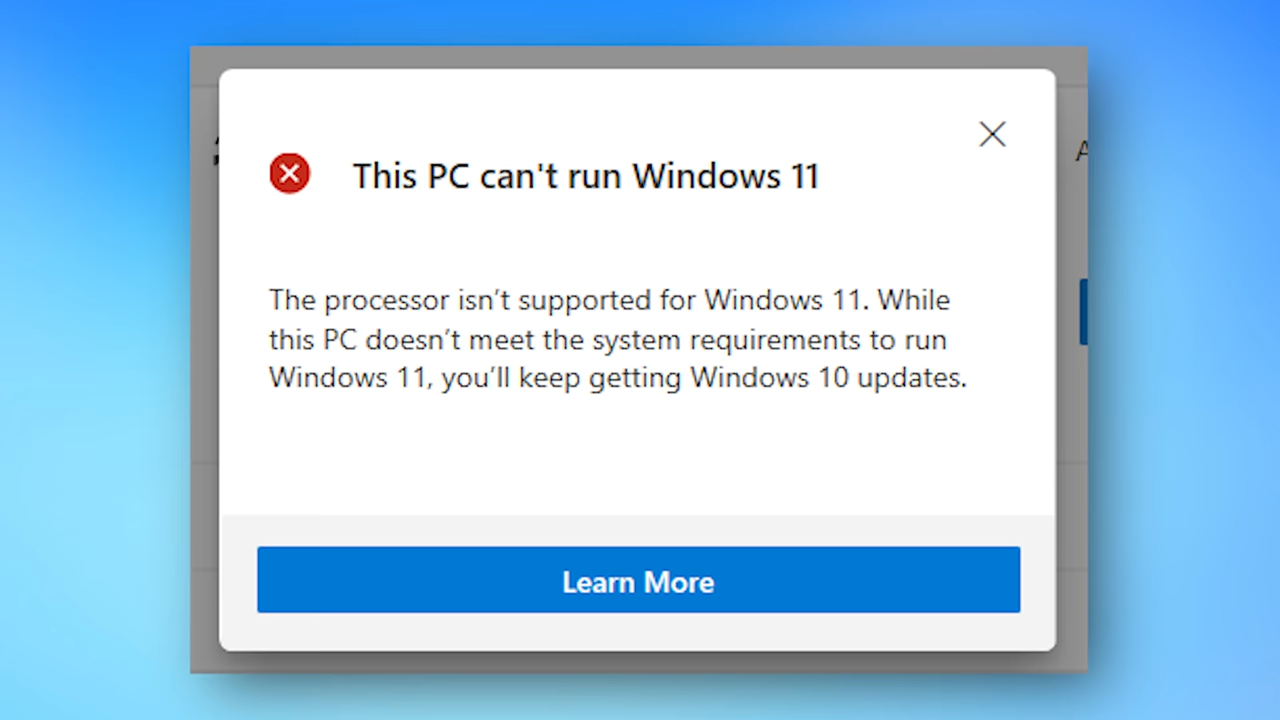 This PC can't run Windows 11
The processor isn’t supported for Windows 11. While
this PC doesn’t meet the system requirements to run
Windows 11, you’ll keep getting Windows 10 updates.
Learn More